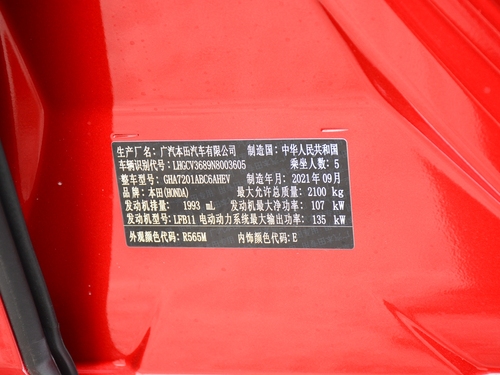 生产厂名：广汽本田汽车有限公司 制造国：中华人民共和国
车辆识别代号：LHGCV3689N8003605 乘坐人数：5
整车型号：GHA7201ABC6AHEV 制造年月：2021年09月
品牌：本田(HONDA) 最大允许总质量：2100 kg
发动机排量：1993 mL 发动机最大净功率：107 kW
发动机型号：LFB11 电动动力系统最大输出功率：135 kW
外观颜色代码：R565M 内饰颜色代码：E